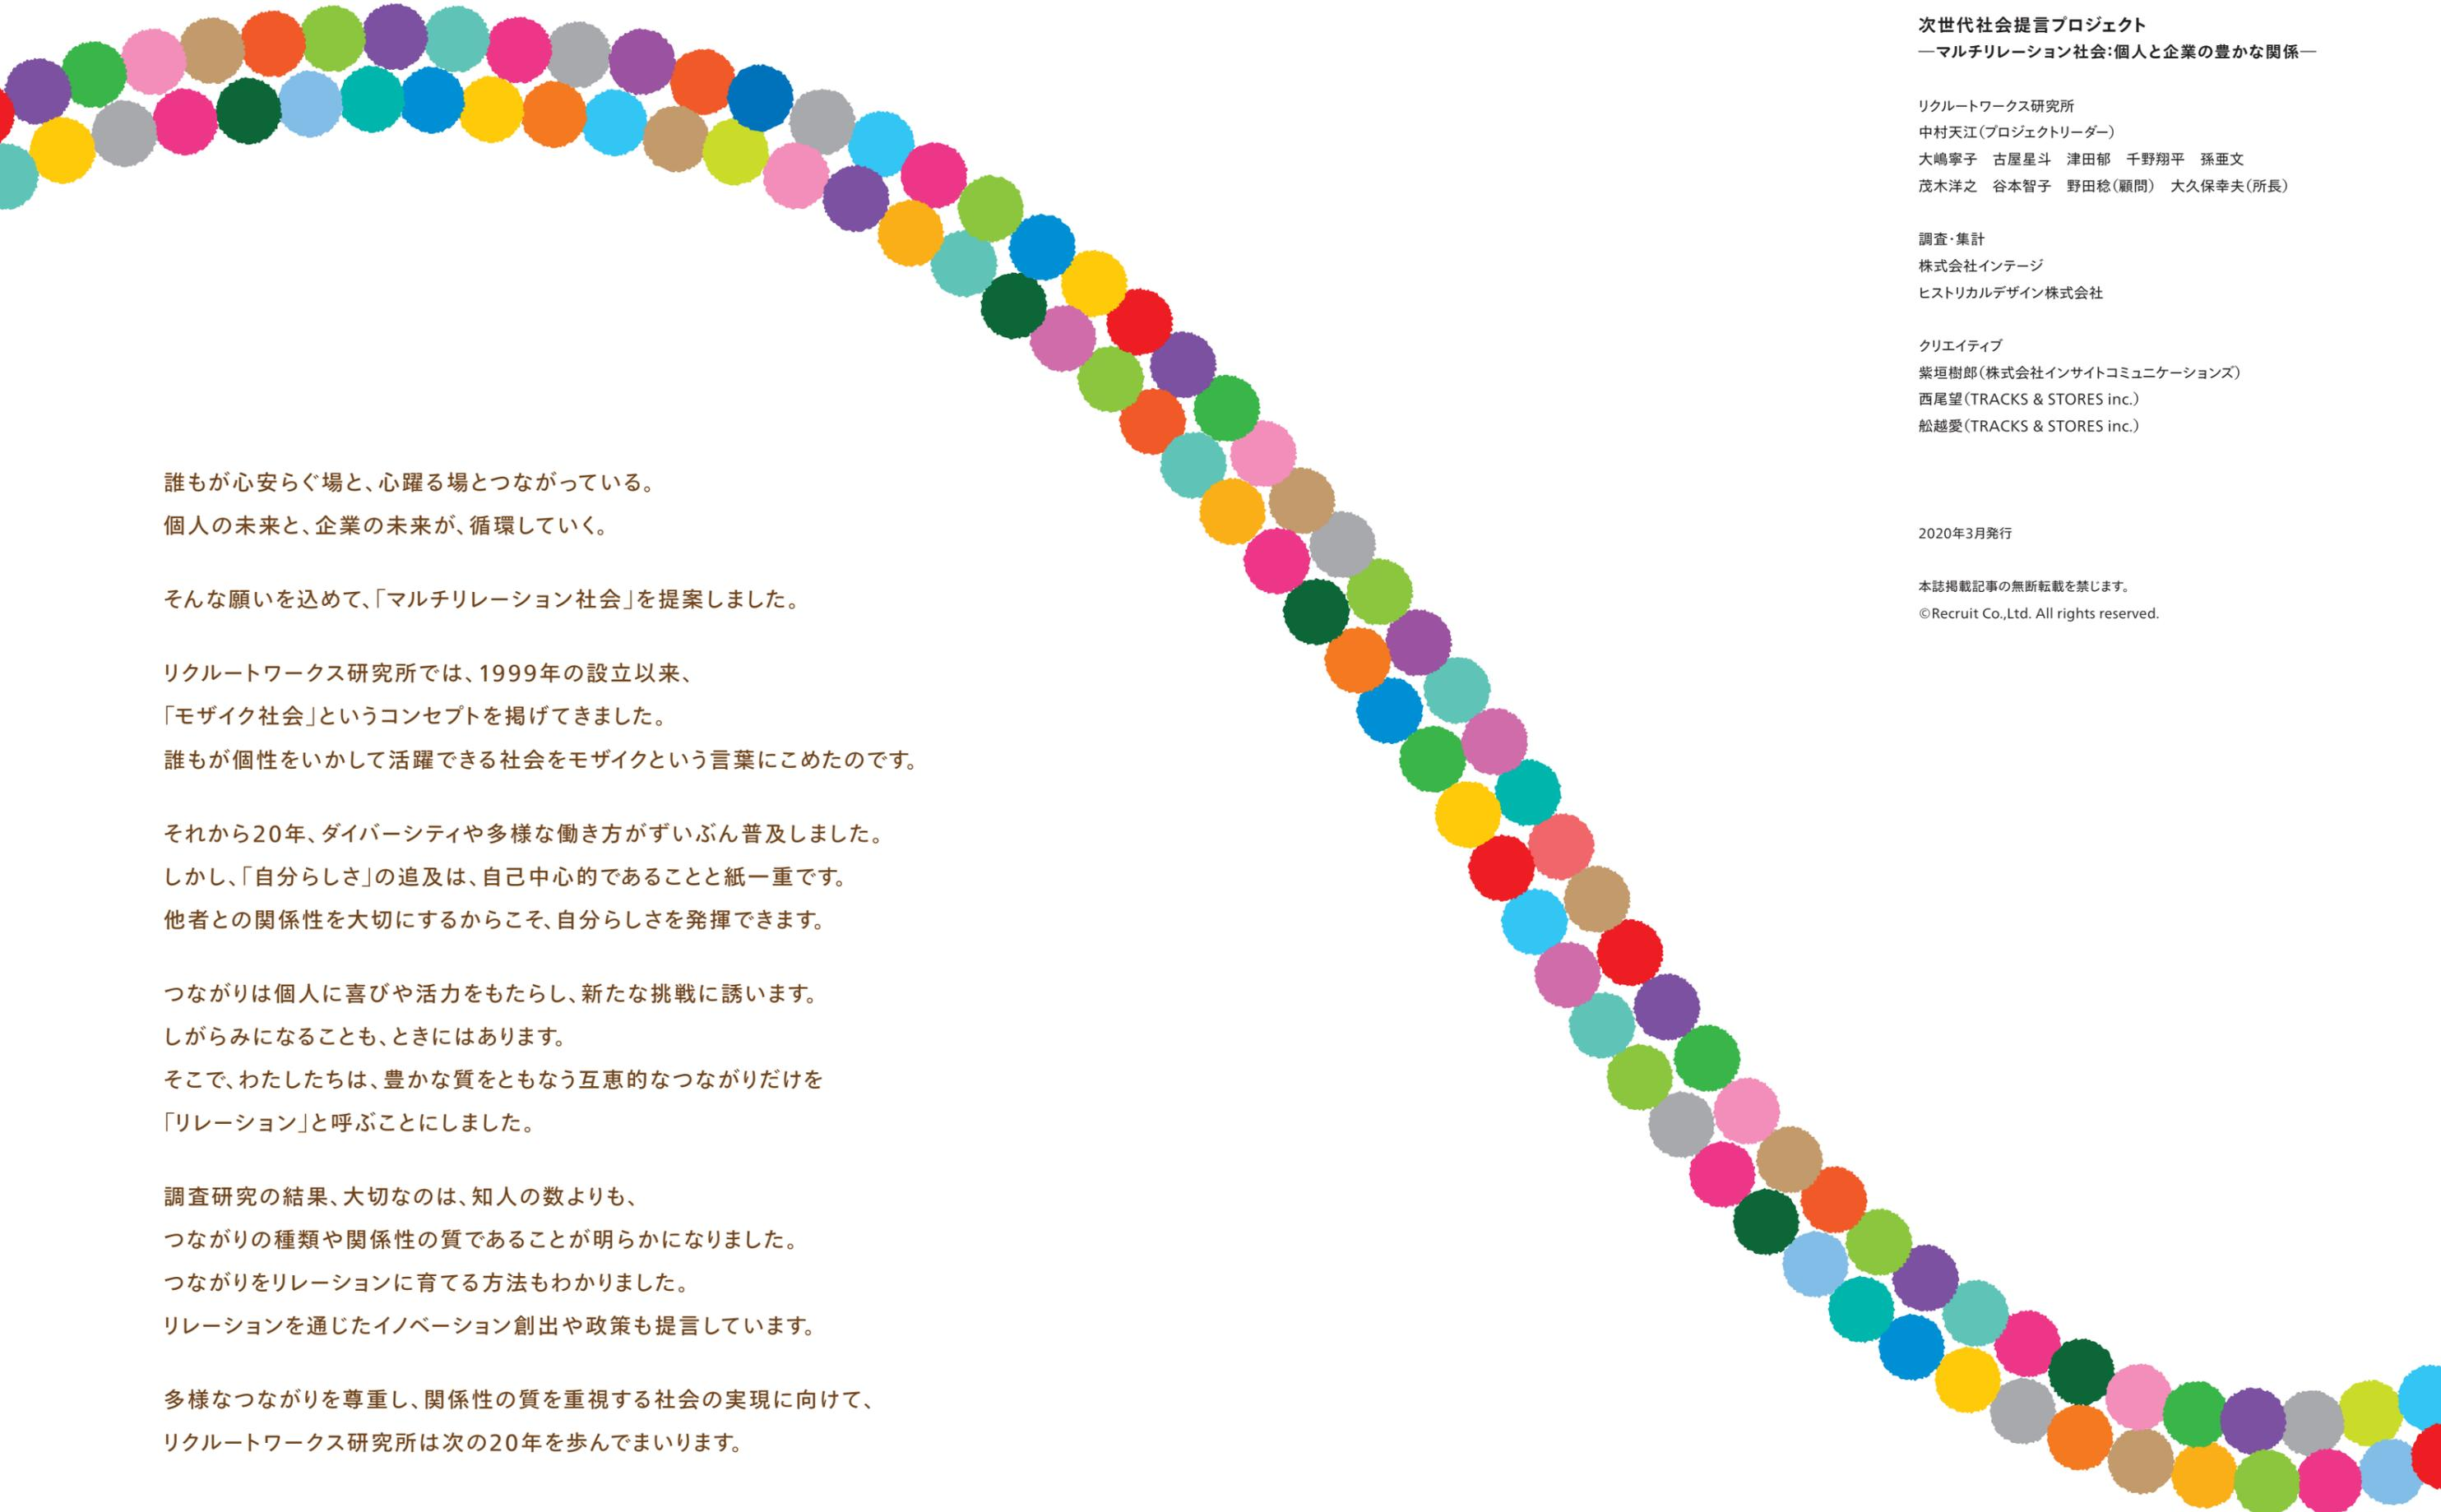 誰もが心安らぐ場と、心躍る場とつながっている。
個人の未来と、企業の未来が、循環していく。
そんな願いを込めて、「マルチリレーション社会」を提案しました。
リクルートワークス研究所では、1999年の設立以来、
「モザイク社会」というコンセプトを掲げてきました。
誰もが個性をいかして活躍できる社会をモザイクという言葉にこめたのです。
それから20年、ダイバーシティや多様な働き方がずいぶん普及しました。
しかし、「自分らしさ」の追及は、自己中心的であることと紙一重です。
他者との関係性を大切にするからこそ、自分らしさを発揮できます。
つながりは個人に喜びや活力をもたらし、新たな挑戦に誘います。
しがらみになることも、ときにはあります。
そこで、わたしたちは、豊かな質をともなう互恵的なつながりだけを
「リレーション」と呼ぶことにしました。
調査研究の結果、大切なのは、知人の数よりも、
つながりの種類や関係性の質であることが明らかになりました。
つながりをリレーションに育てる方法もわかりました。
リレーションを通じたイノベーション創出や政策も提言しています。
多様なつながりを尊重し、関係性の質を重視する社会の実現に向けて、
リクルートワークス研究所は次の20年を歩んでまいります。
次世代社会提言プロジェクト
―マルチリレーション社会：個人と企業の豊かな関係―
リクルートワークス研究所
中村天江（プロジェクトリーダー）
大嶋寧子　古屋星斗　津田郁　千野翔平　孫亜文
茂木洋之　谷本智子　野田稔（顧問）　大久保幸夫（所長）
調査・集計
株式会社インテージ
ヒストリカルデザイン株式会社
クリエイティブ
紫垣樹郎（株式会社インサイトコミュニケーションズ）
西尾望（TRACKS & STORES inc.）
舩越愛（TRACKS & STORES inc.）
2020年3月発行
本誌掲載記事の無断転載を禁じます。
©Recruit Co.,Ltd. All rights reserved.